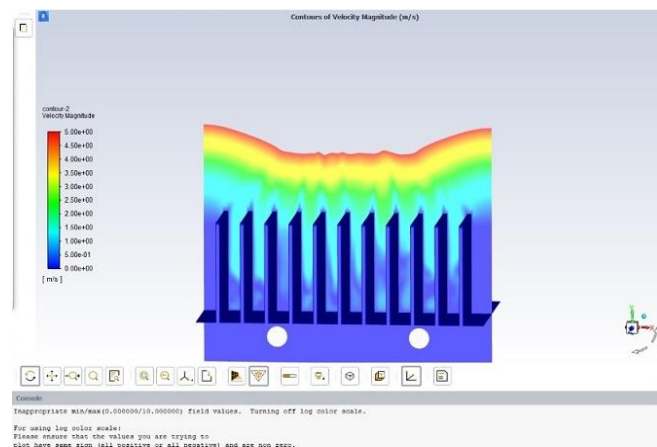 Contours of Velocity Magnitude (m/s)
contour-2
Velocity Magnitude
5.00e+00
4.50e+00
4.00e+00
3.50e+00
3.00e+00
2.50e+00
2.00e+00
1.50e+00
1.00e+00
5.00e-01
0.00e+00
[ m/s ]
Console
Inappropriate min/max(0.000000/10.000000) field values.  Turning off log color scale.
For using log color scale:
Please ensure that the values you are trying to
plot have same sign (all positive or all negative) and are non zero.